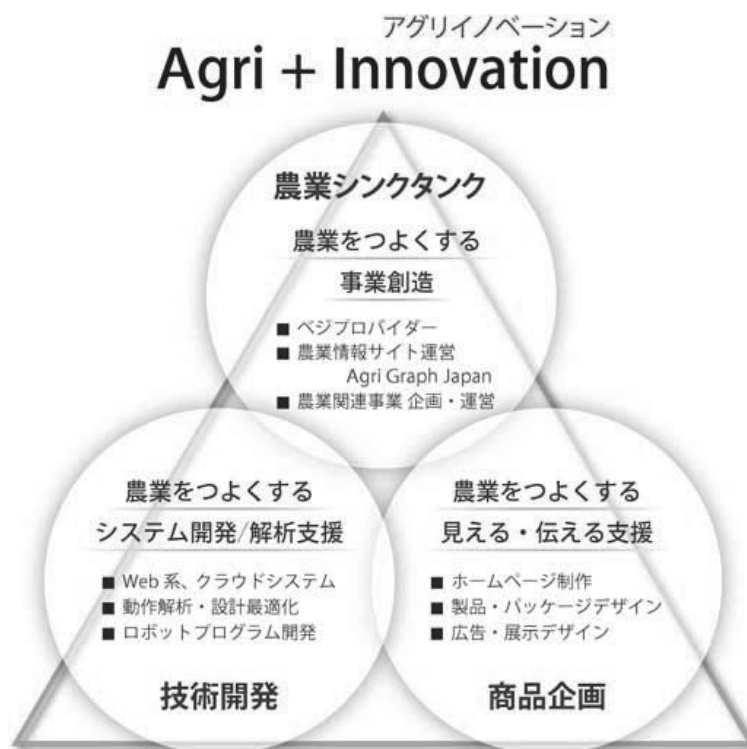 アグリイノベーション
Agri + Innovation
農業シンクタンク
農業をつよくする
事業創造
■ ベジプロバイダー
■ 農業情報サイト運営
Agri Graph Japan
■ 農業関連事業 企画・運営
農業をつよくする
システム開発/解析支援
■ Web 系、クラウドシステム
■ 動作解析・設計最適化
■ ロボットプログラム開発
技術開発
農業をつよくする
見える・伝える支援
■ ホームページ制作
■ 製品・パッケージデザイン
■ 広告・展示デザイン
商品企画